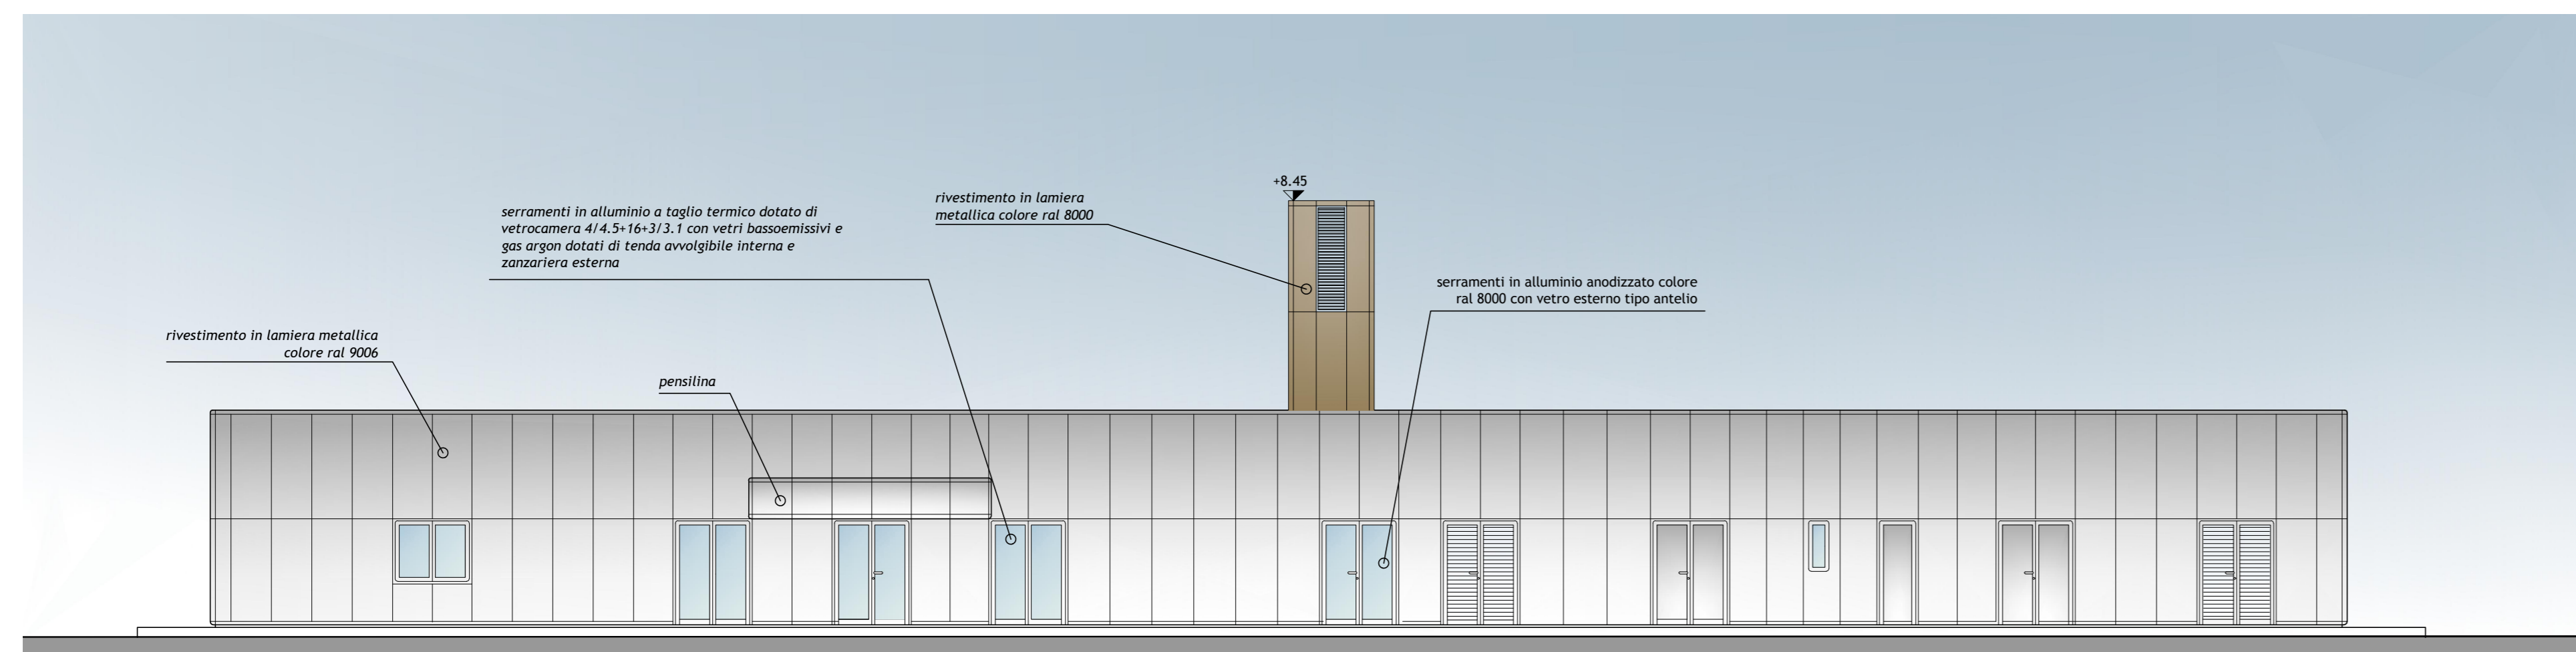 +8.45
rivestimento in lamiera
metallica colore ral 8000
serramenti in alluminio a taglio termico dotato di
vetrocamera 4/4.5+16+3/3.1 con vetri bassoemissivi e
gas argon dotati di tenda avvolgibile interna e
zanzariera esterna
serramenti in alluminio anodizzato colore
ral 8000 con vetro esterno tipo antelio
rivestimento in lamiera metallica
colore ral 9006
pensilina